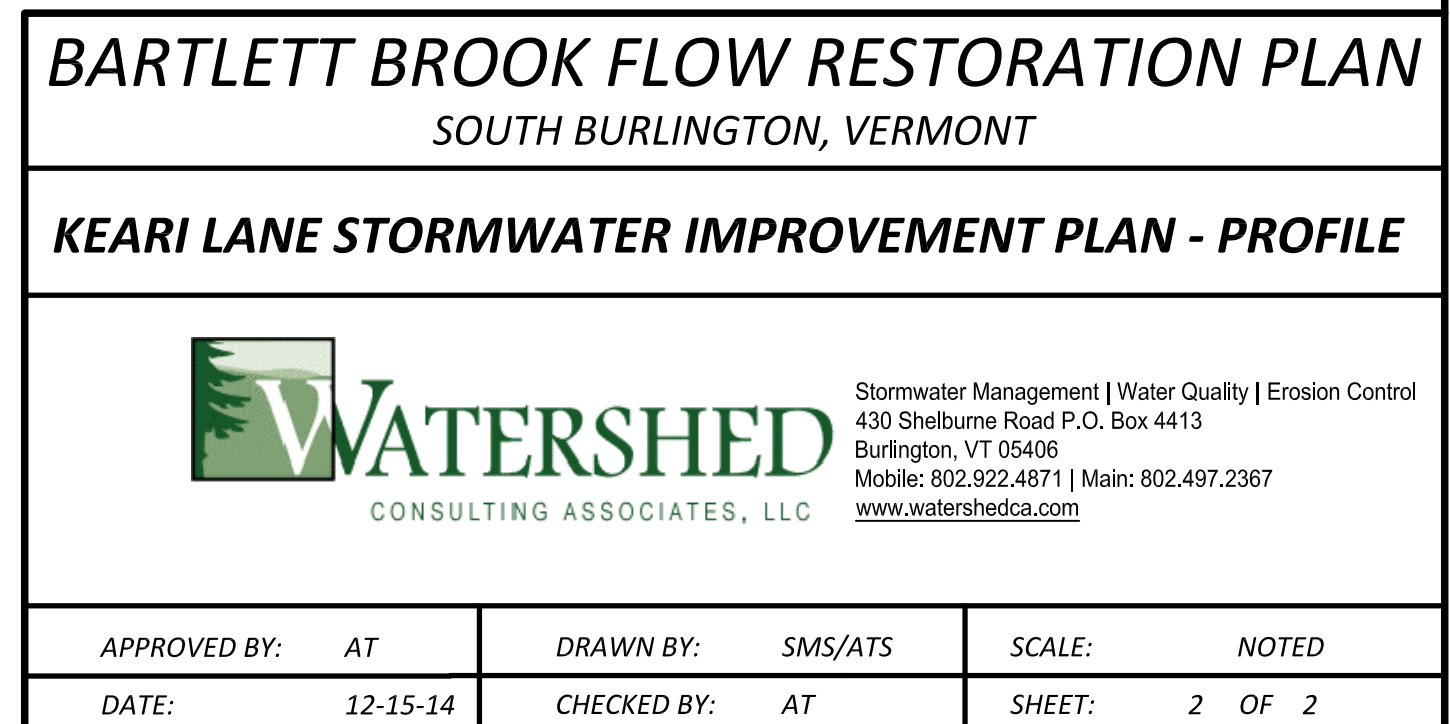 BARTLETT BROOK FLOW RESTORATION PLAN
SOUTH BURLINGTON, VERMONT
KEARI LANE STORMWATER IMPROVEMENT PLAN - PROFILE
WATERSHED
CONSULTING ASSOCIATES, LLC
Stormwater Management | Water Quality | Erosion Control
430 Shelburne Road P.O. Box 4413
Burlington, VT 05406
Mobile: 802.922.4871 | Main: 802.497.2367
www.watershedca.com
APPROVED BY: AT DRAWN BY: SMS/ATS SCALE: NOTED
DATE: 12-15-14 CHECKED BY: AT SHEET: 2 OF 2